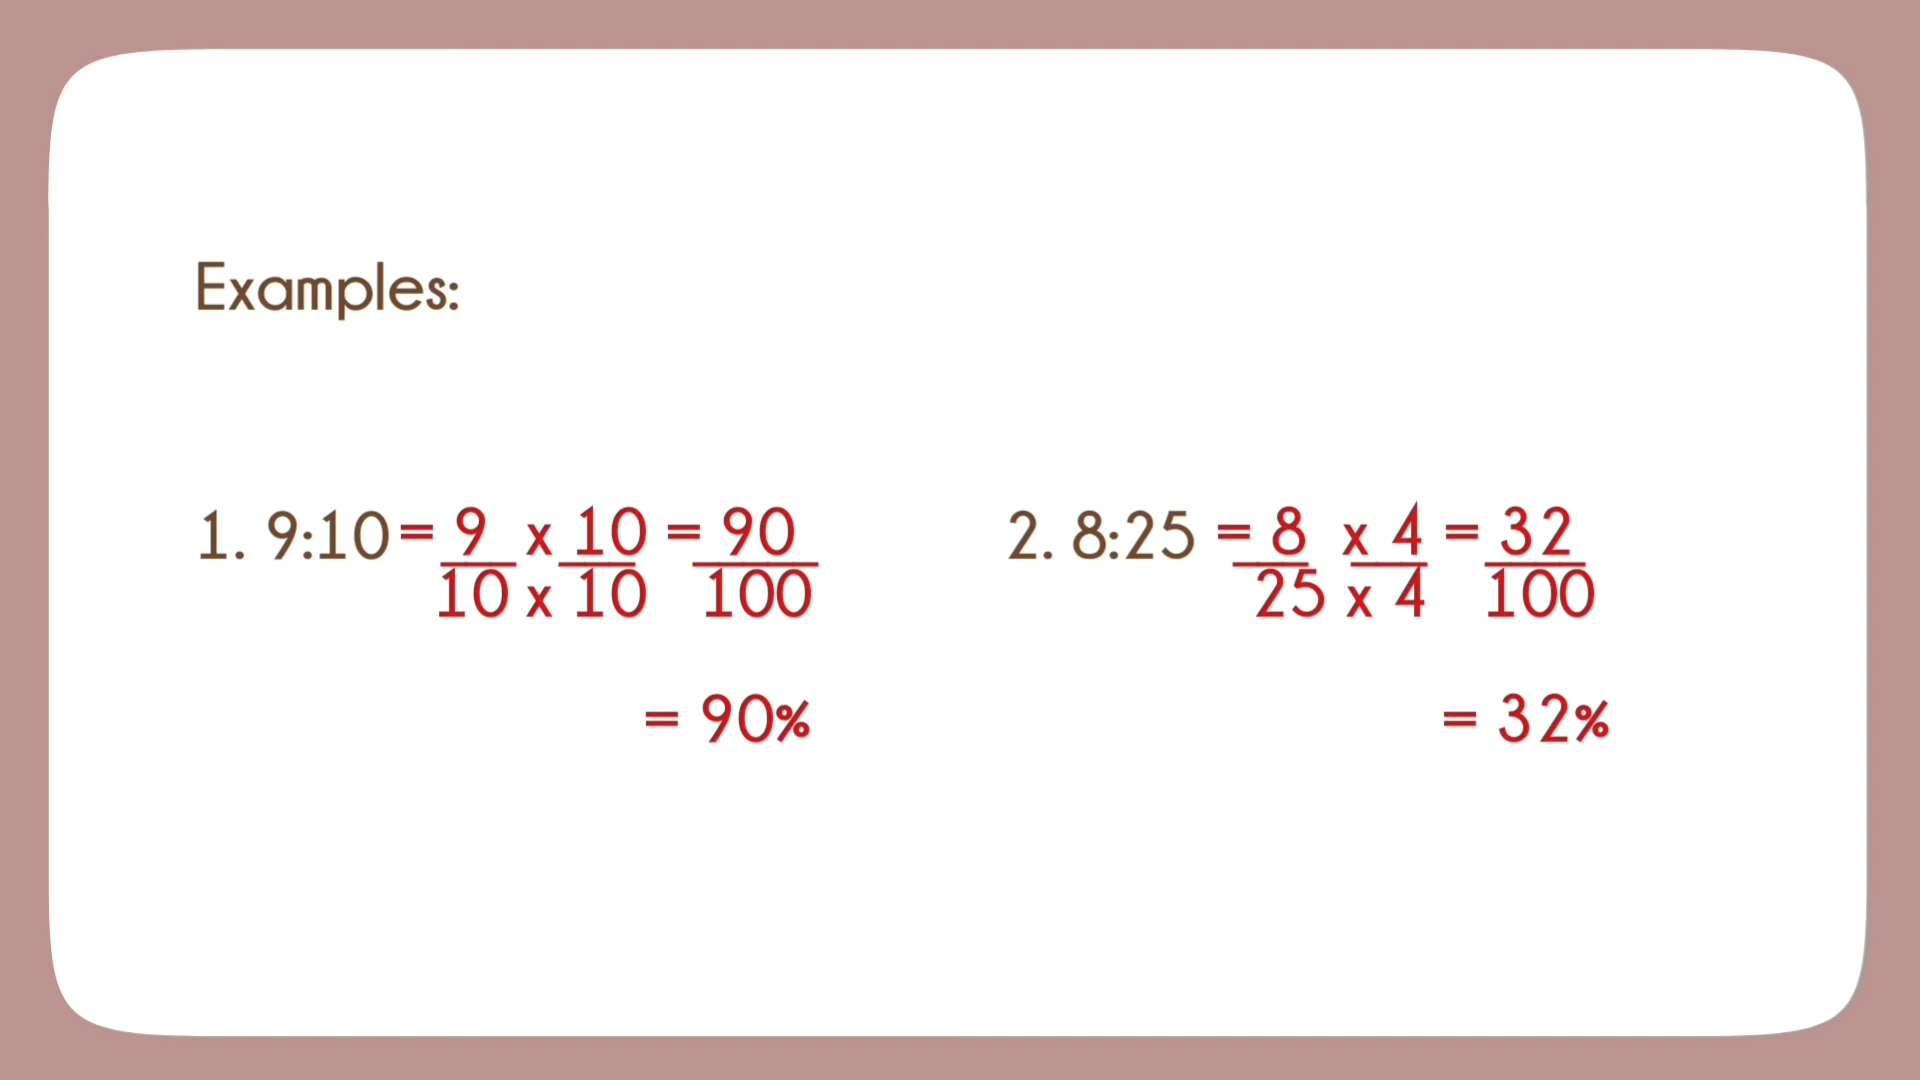 Examples:
1. 9:10 = 9 x 10 = 90
10 x 10 100
= 90%
2. 8:25 = 8 x 4 = 32
25 x 4 100
= 32%